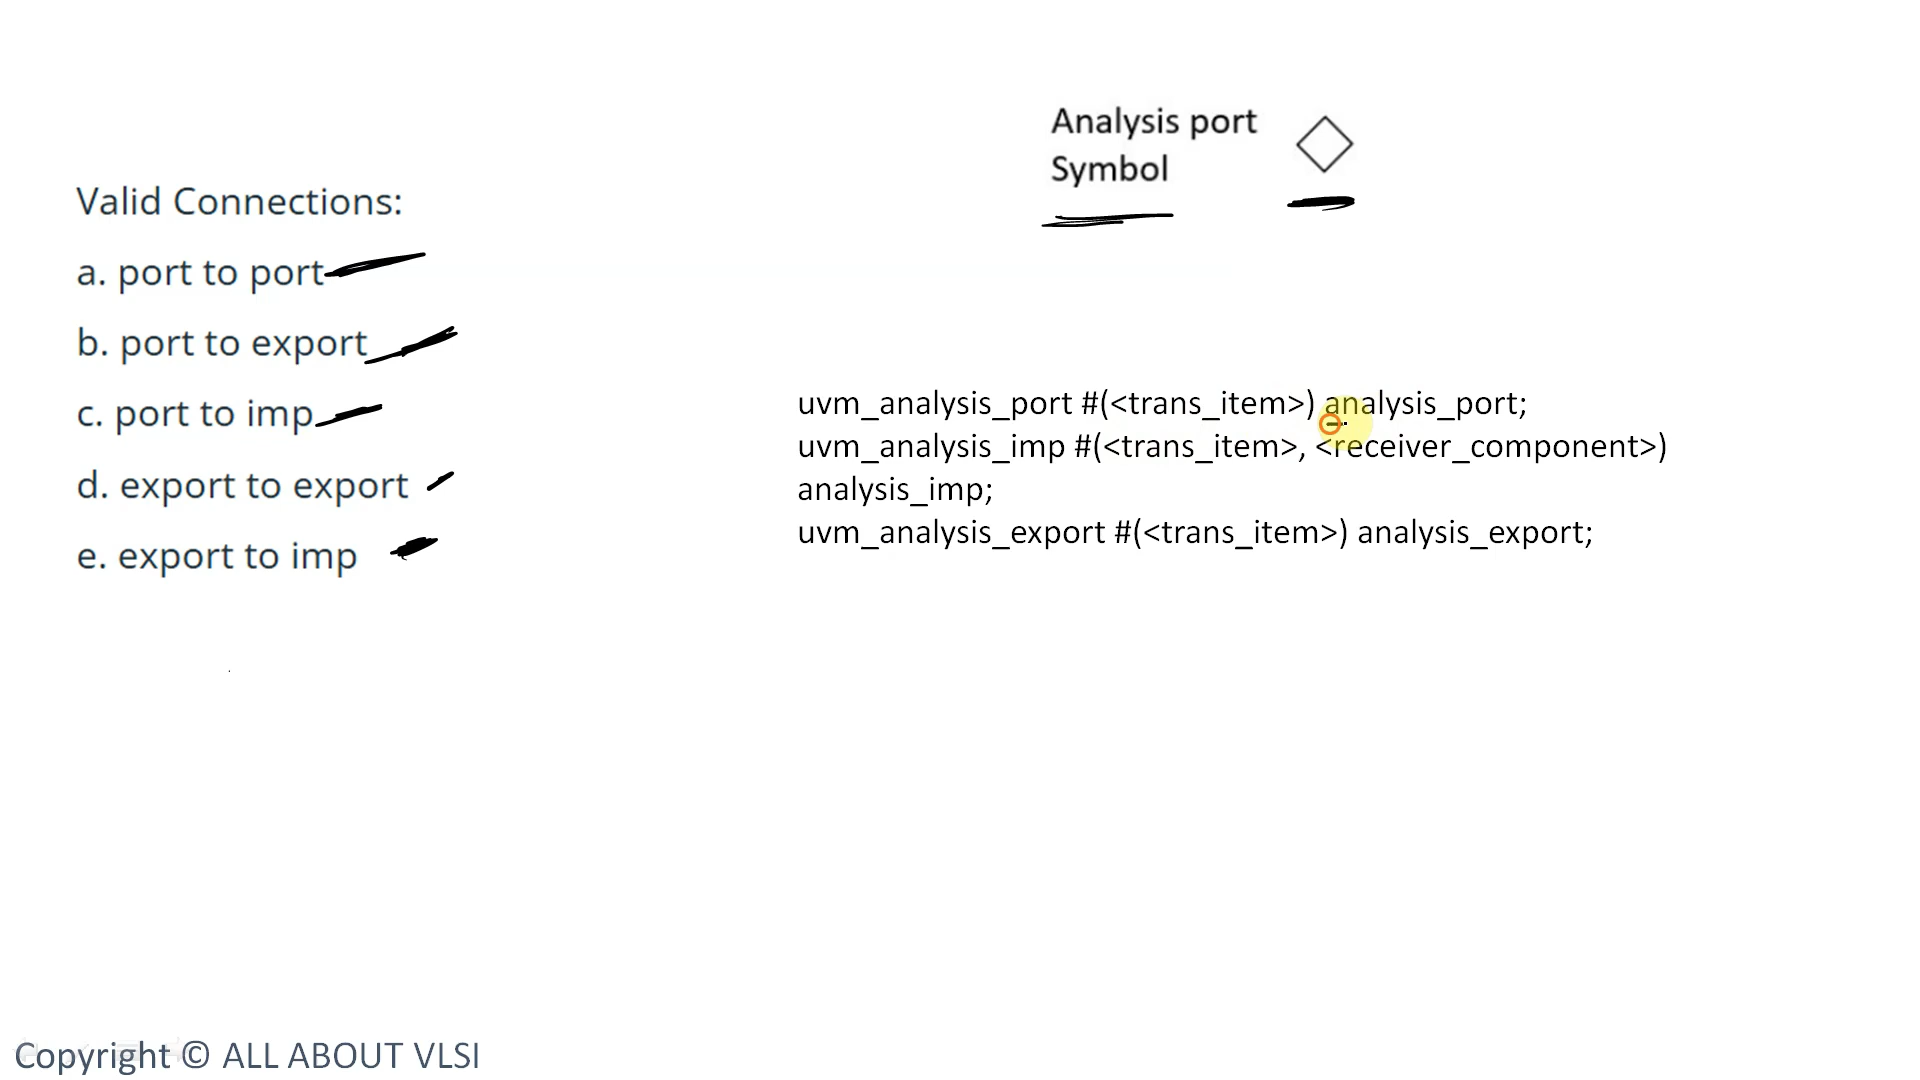 Analysis port
Symbol
Valid Connections:
a. port to port
b. port to export
c. port to imp
d. export to export
e. export to imp
uvm_analysis_port #(<trans_item>) analysis_port;
uvm_analysis_imp #(<trans_item>, <receiver_component>)
analysis_imp;
uvm_analysis_export #(<trans_item>) analysis_export;
Copyright © ALL ABOUT VLSI